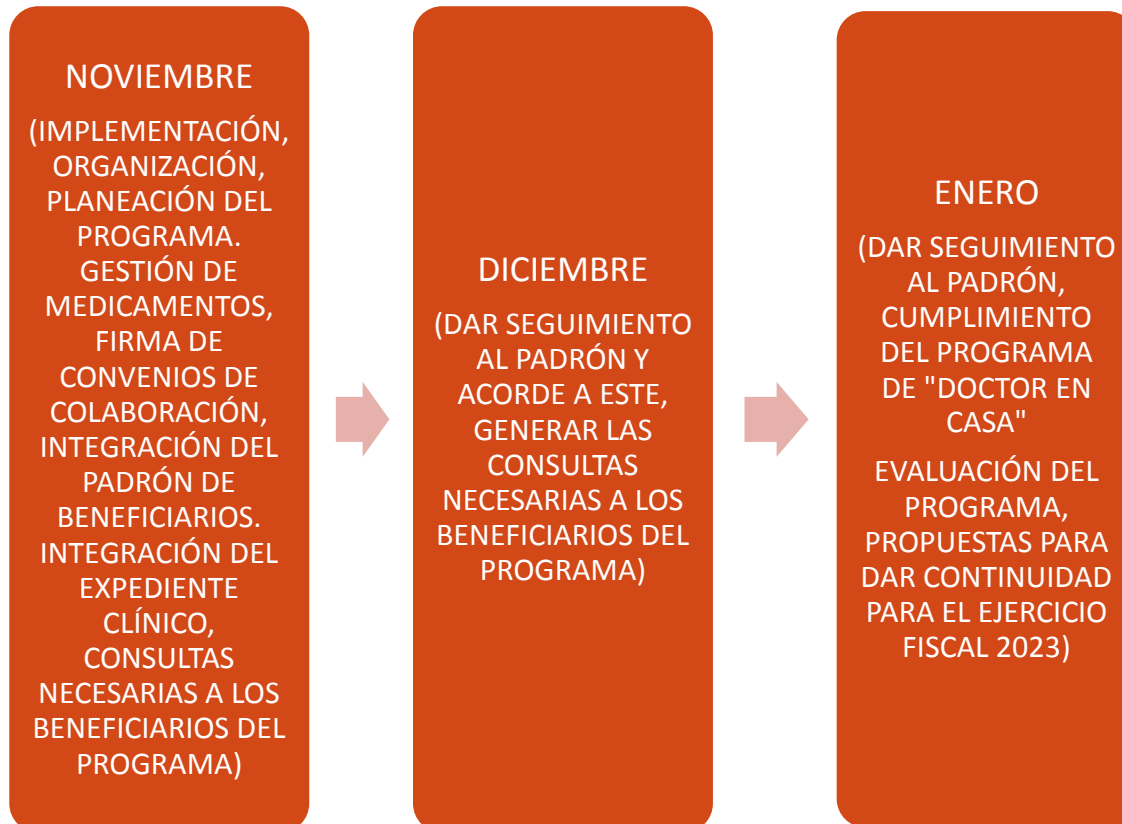 NOVIEMBRE
(IMPLEMENTACIÓN,
ORGANIZACIÓN,
PLANEACIÓN DEL
PROGRAMA.
GESTIÓN DE
MEDICAMENTOS,
FIRMA DE
CONVENIOS DE
COLABORACIÓN,
INTEGRACIÓN DEL
PADRÓN DE
BENEFICIARIOS.
INTEGRACIÓN DEL
EXPEDIENTE
CLÍNICO,
CONSULTAS
NECESARIAS A LOS
BENEFICIARIOS DEL
PROGRAMA)
DICIEMBRE
(DAR SEGUIMIENTO
AL PADRÓN Y
ACORDE A ESTE,
GENERAR LAS
CONSULTAS
NECESARIAS A LOS
BENEFICIARIOS DEL
PROGRAMA)
ENERO
(DAR SEGUIMIENTO
AL PADRÓN,
CUMPLIMIENTO
DEL PROGRAMA
DE "DOCTOR EN
CASA"
EVALUACIÓN DEL
PROGRAMA,
PROPUESTAS PARA
DAR CONTINUIDAD
PARA EL EJERCICIO
FISCAL 2023)